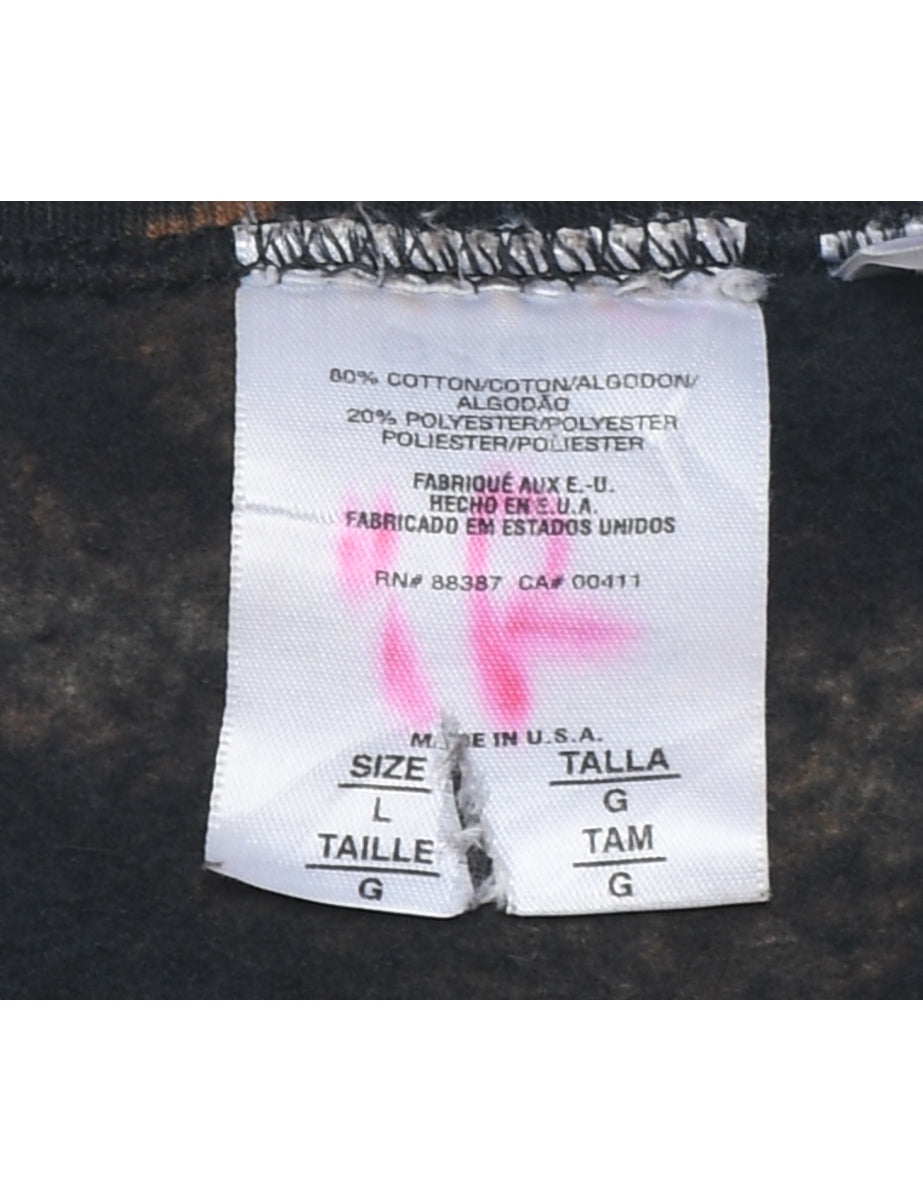 80% COTTON/COTON/ALGODON/
ALGODÃO
20% POLYESTER/POLYESTER
POLIESTER/POLIESTER
FABRIQUÉ AUX E.-U.
HECHO EN E.U.A.
FABRICADO EM ESTADOS UNIDOS
RN# 88387 CA# 00411
IN U.S.A.
SIZE
L
TAILLE
G
TALLA
G
TAM
G